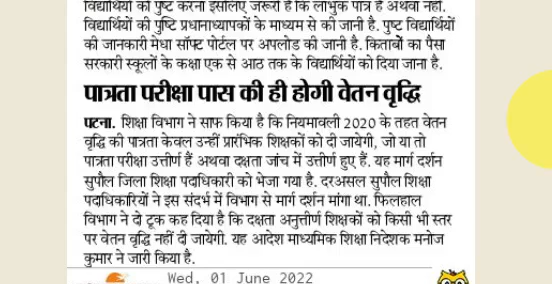 विद्यार्थियों को पुष्ट करना इसलिए जरूरी है कि लाभुक पात्र है अथवा नहीं.
विद्यार्थियों की पुष्टि प्रधानाध्यापकों के माध्यम से की जानी है. पुष्ट विद्यार्थियों
की जानकारी मेधा सॉफ्ट पोर्टल पर अपलोड की जानी है. किताबों का पैसा
सरकारी स्कूलों के कक्षा एक से आठ तक के विद्यार्थियों को दिया जाना है.
पात्रता परीक्षा पास की ही होगी वेतन वृद्धि
पटना. शिक्षा विभाग ने साफ किया है कि नियमावली 2020 के तहत वेतन
वृद्धि की पात्रता केवल उन्हीं प्रारंभिक शिक्षकों को दी जायेगी, जो या तो
पात्रता परीक्षा उत्तीर्ण हैं अथवा दक्षता जांच में उत्तीर्ण हुए हैं. यह मार्ग दर्शन
सुपौल जिला शिक्षा पदाधिकारी को भेजा गया है. दरअसल सुपौल शिक्षा
पदाधिकारियों ने इस संदर्भ में विभाग से मार्ग दर्शन मांगा था. फिलहाल
विभाग ने दो टूक कह दिया है कि दक्षता अनुत्तीर्ण शिक्षकों को किसी भी स्तर
पर वेतन वृद्धि नहीं दी जायेगी. यह आदेश माध्यमिक शिक्षा निदेशक मनोज
कुमार ने जारी किया है.
Wed, 01 June 2022